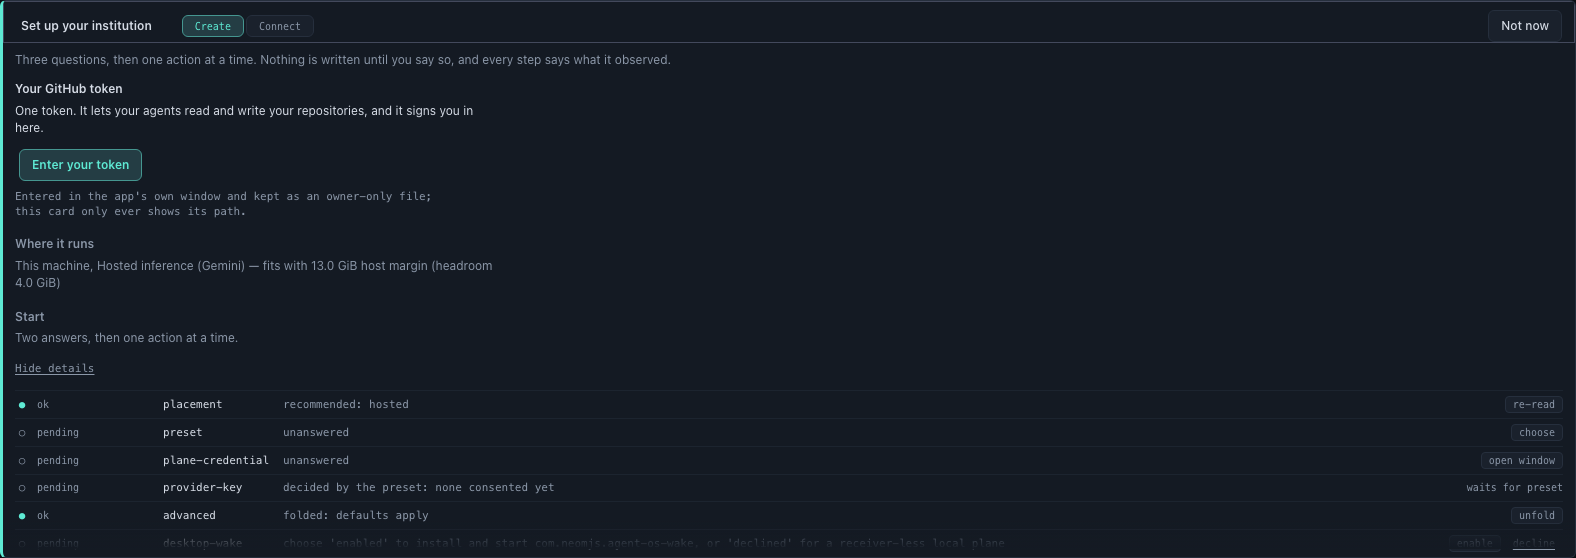 Set up your institution Create Connect Not now
Three questions, then one action at a time. Nothing is written until you say so, and every step says what it observed.
Your GitHub token
One token. It lets your agents read and write your repositories, and it signs you in
here.
Enter your token
Entered in the app's own window and kept as an owner-only file;
this card only ever shows its path.
Where it runs
This machine, Hosted inference (Gemini) — fits with 13.0 GiB host margin (headroom
4.0 GiB)
Start
Two answers, then one action at a time.
Hide details
ok placement recommended: hosted re-read
pending preset unanswered choose
pending plane-credential unanswered open window
pending provider-key decided by the preset: none consented yet waits for preset
ok advanced folded: defaults apply unfold
pending desktop-wake choose 'enabled' to install and start com.neomjs.agent-os-wake, or 'declined' for a receiver-less local plane enable decline